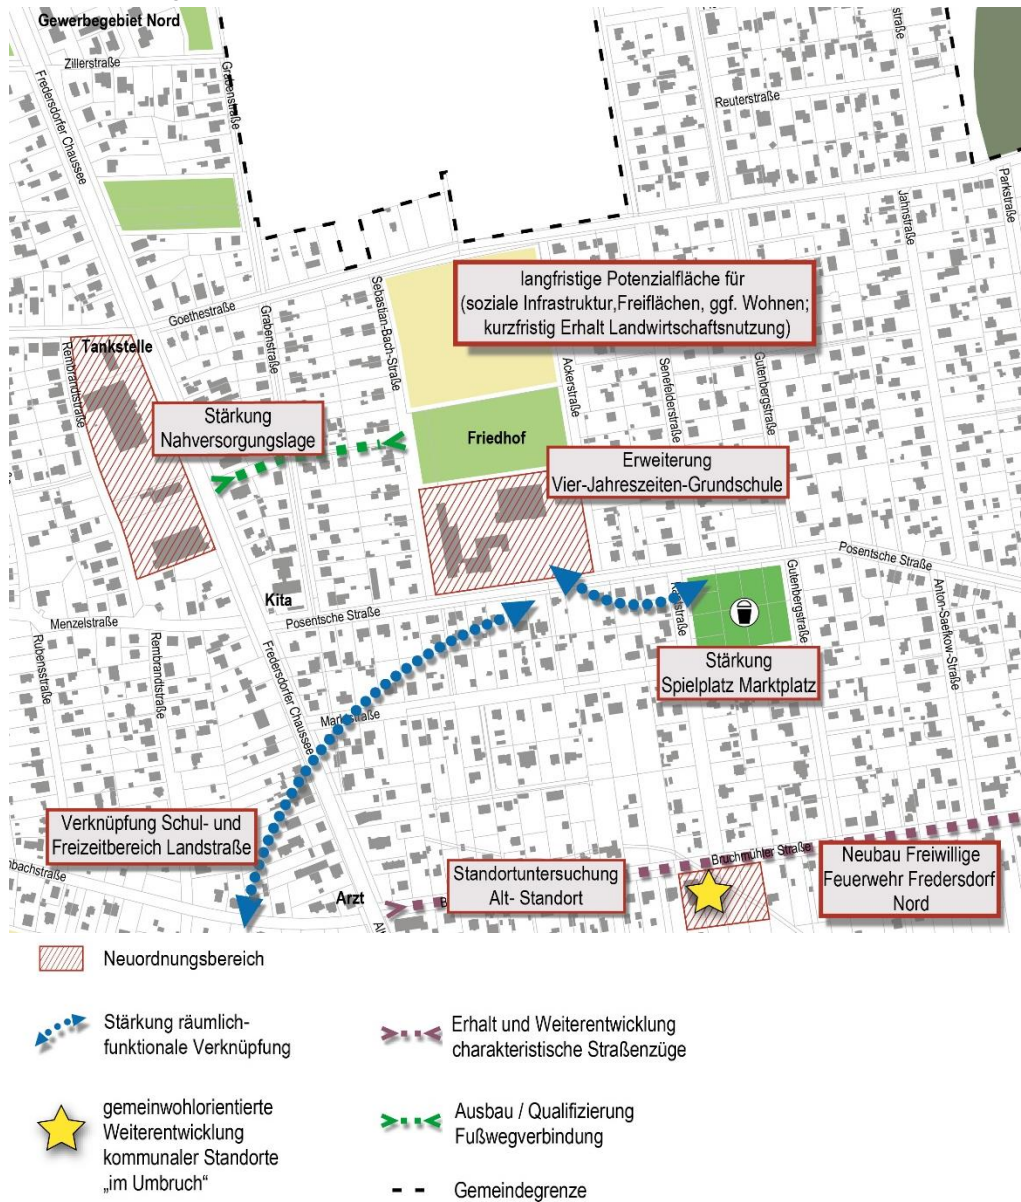 Gewerbegebiet Nord
Zillerstraße
Grabenstraße
Fredersdorfer Chaussee
Reuterstraße
Parkstraße
Jahnstraße
Goethestraße
Grabenstraße
Sebastian-Bach-Straße
langfristige Potenzialfläche für
(soziale Infrastruktur,Freiflächen, ggf. Wohnen;
kurzfristig Erhalt Landwirtschaftsnutzung)
Tankstelle
Rembrandtstraße
Ackerstraße
Senefelderstraße
Gutenbergstraße
Stärkung
Nahversorgungslage
Friedhof
Erweiterung
Vier-Jahreszeiten-Grundschule
Posentsche Straße
Kita
Posentsche Straße
Menzelstraße
Gutenbergstraße
Anton-Saefkow-Straße
Rubensstraße
Rembrandtstraße
Fredersdorfer Chaussee
Stärkung
Spielplatz Marktplatz
Verknüpfung Schul- und
Freizeitbereich Landstraße
Bruchmühler Straße
Standortuntersuchung
Alt- Standort
Neubau Freiwillige
Feuerwehr Fredersdorf
Nord
Arzt
Neuordnungsbereich
Stärkung räumlich-
funktionale Verknüpfung
Erhalt und Weiterentwicklung
charakteristische Straßenzüge
gemeinwohlorientierte
Weiterentwicklung
kommunaler Standorte
„im Umbruch“
Ausbau / Qualifizierung
Fußwegverbindung
Gemeindegrenze